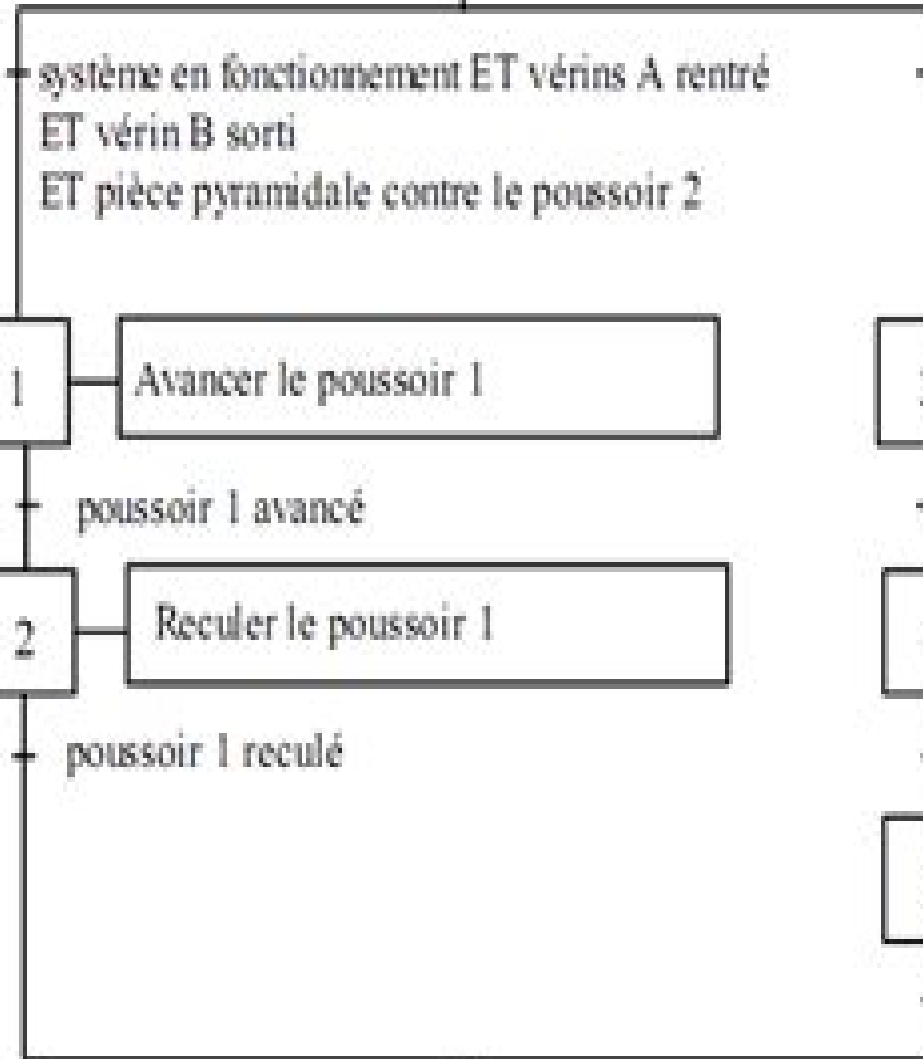 système en fonctionnement ET vérins A rentré
ET vérin B sorti
ET pièce pyramidale contre le poussoir 2
1
Avancer le poussoir 1
poussoir 1 avancé
2
Reculer le poussoir 1
poussoir 1 reculé